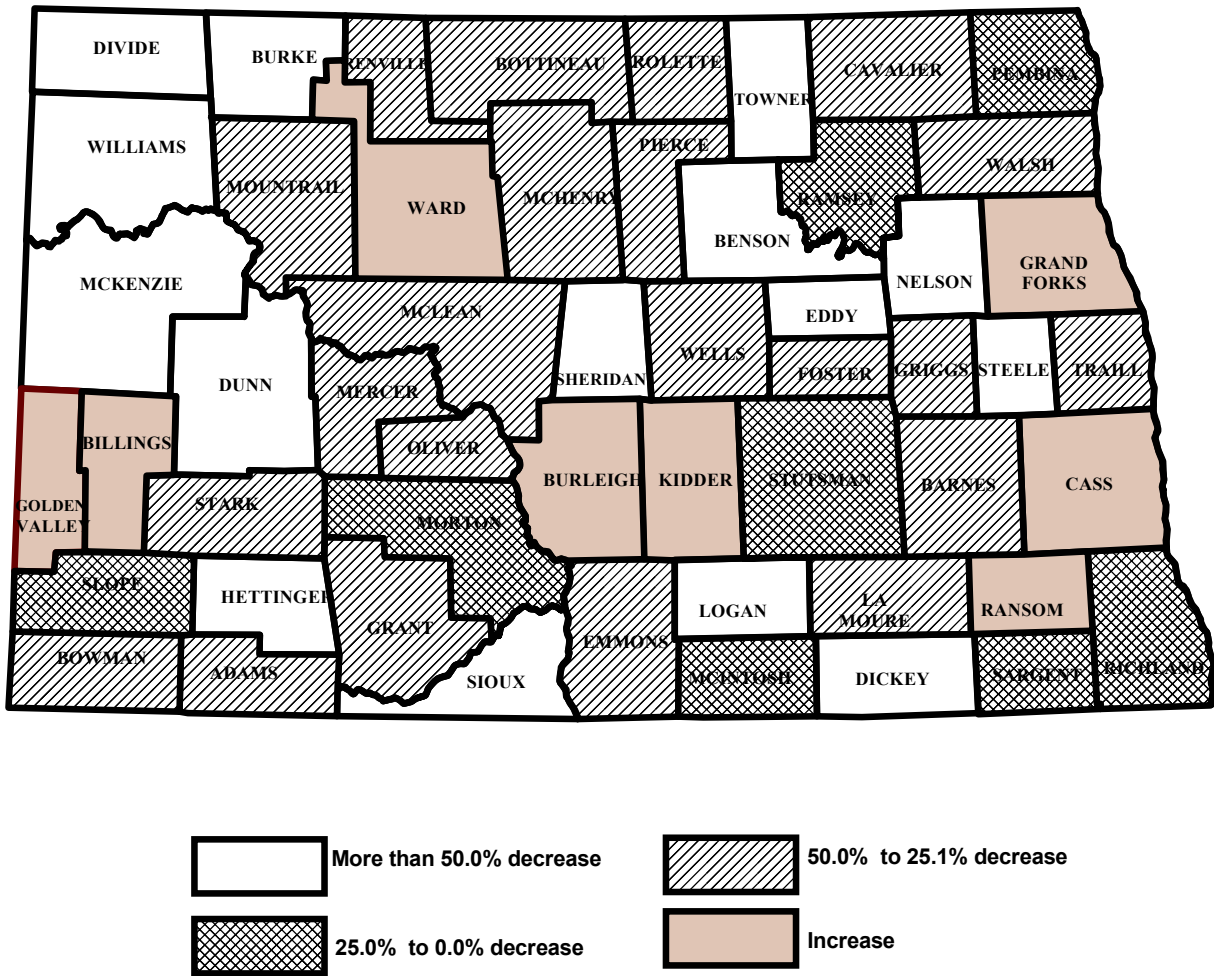 DIVIDE
BURKE
RENVILLE
BOTTINEAU
ROLETTE
TOWNER
CAVALIER
PEMBINA
WILLIAMS
MOUNTRAIL
WARD
MCHENRY
PIERCE
BENSON
RAMSEY
WALSH
MCKENZIE
NELSON
GRAND
FORKS
MCLEAN
EDDY
DUNN
MERCER
SHERIDAN
WELLS
FOSTER
GRIGGS
STEELE
TRAILL
BILLINGS
OLIVER
GOLDEN
VALLEY
STARK
BURLEIGH
KIDDER
STUTSMAN
BARNES
CASS
MORTON
SLOPE
HETTINGER
GRANT
EMMONS
LOGAN
LA
MOURE
RANSOM
BOWMAN
ADAMS
SIOUX
MCINTOSH
DICKEY
SARGENT
RICHLAND
More than 50.0% decrease
50.0% to 25.1% decrease
25.0% to 0.0% decrease
Increase